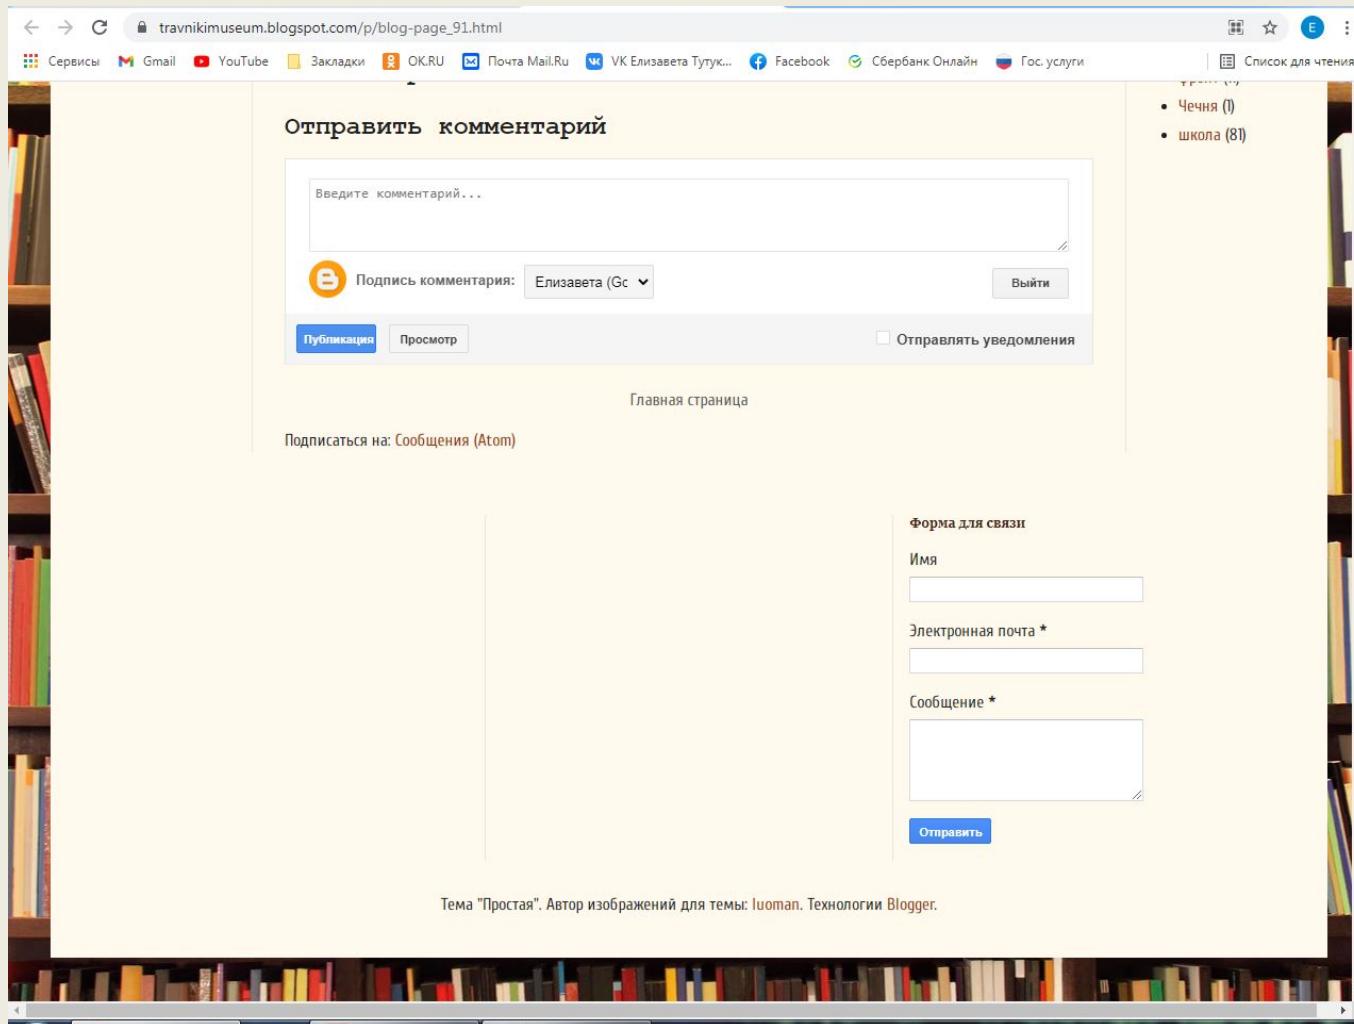 travnikimuseum.blogspot.com/p/blog-page_91.html
E
Сервисы Gmail YouTube Закладки OK.RU Почта Mail.Ru ВК Елизавета Тутук... Facebook Сбербанк Онлайн Гос. услуги Список для чтения
Чечня (1)
школа (81)
Отправить комментарий
Введите комментарий...
Подпись комментария: Елизавета (Go
Выйти
Публикация Просмотр Отправлять уведомления
Главная страница
Подписаться на: Сообщения (Atom)
Форма для связи
Имя
Электронная почта *
Сообщение *
Отправить
Тема "Простая". Автор изображений для темы: luoman. Технологии Blogger.